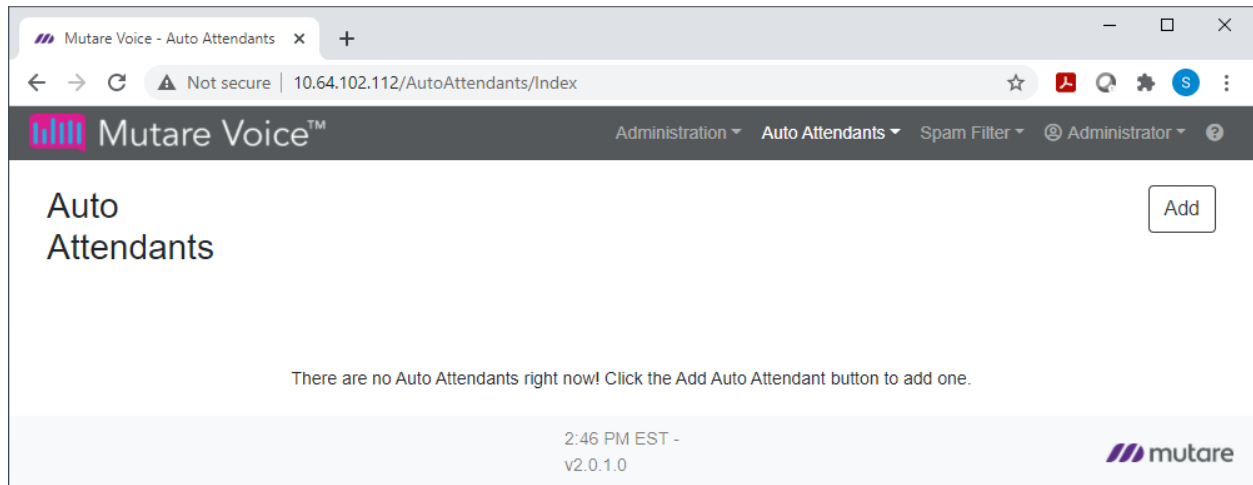 Mutare Voice - Auto Attendants
Not secure | 10.64.102.112/AutoAttendants/Index
S
Mutare Voice™
Administration Auto Attendants Spam Filter Administrator ?
Auto
Attendants
Add
There are no Auto Attendants right now! Click the Add Auto Attendant button to add one.
2:46 PM EST -
v2.0.1.0
mutare